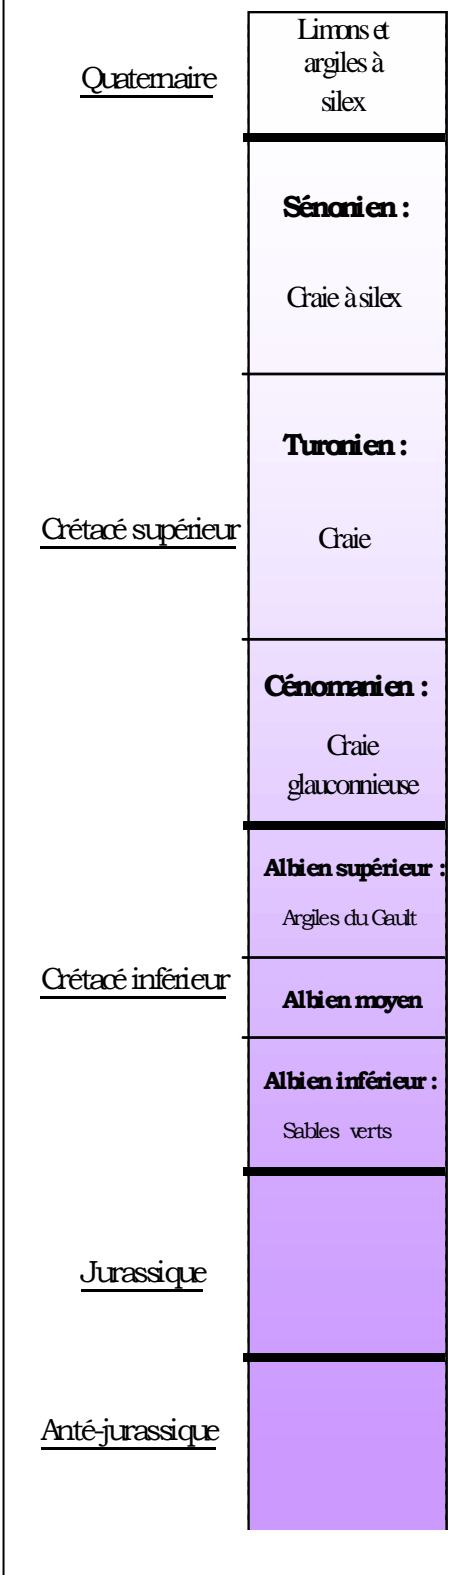 Limons et
argiles à
silex
Quaternaire
Sénonien :
Craie à silex
Turonien :
Crétacé supérieur
Craie
Cénomanien :
Craie
glauconnieuse
Albien supérieur :
Argiles du Gault
Crétacé inférieur
Albien moyen
Albien inférieur :
Sables verts
Jurassique
Anté-jurassique